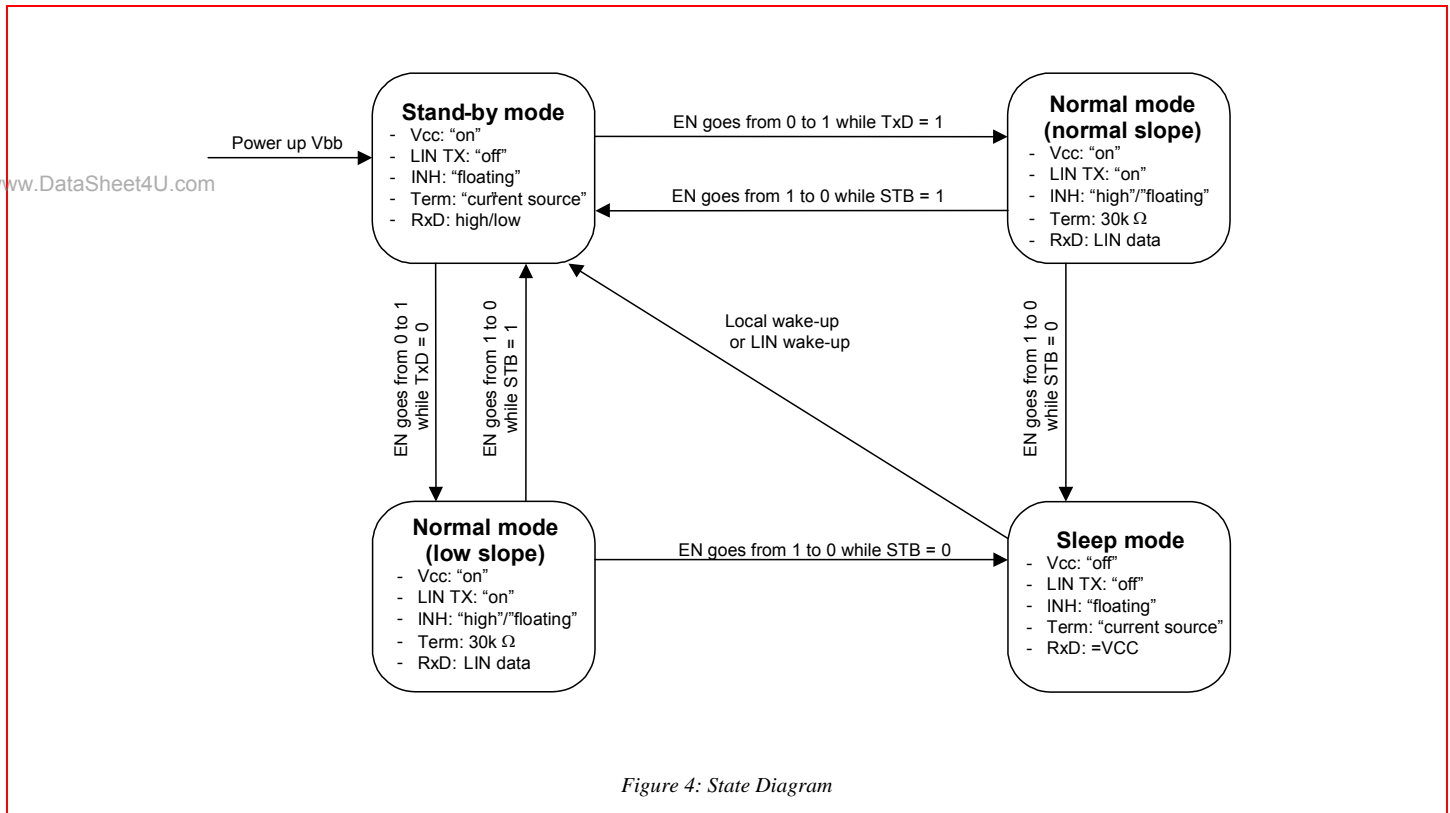 Stand-by mode
- Vcc: “on”
- LIN TX: “off”
- INH: “floating”
- Term: “current source”
- RxD: high/low
Power up Vbb
www.DataSheet4U.com
EN goes from 0 to 1 while TxD = 1
EN goes from 1 to 0 while STB = 1
Normal mode
(normal slope)
- Vcc: “on”
- LIN TX: “on”
- INH: “high”/”floating”
- Term: 30k Ω
- RxD: LIN data
EN goes from 0 to 1
while TxD = 0
EN goes from 1 to 0
while STB = 1
Local wake-up
or LIN wake-up
EN goes from 1 to 0
while STB = 0
Normal mode
(low slope)
- Vcc: “on”
- LIN TX: “on”
- INH: “high”/”floating”
- Term: 30k Ω
- RxD: LIN data
EN goes from 1 to 0 while STB = 0
Sleep mode
- Vcc: “off”
- LIN TX: “off”
- INH: “floating”
- Term: “current source”
- RxD: =VCC
Figure 4: State Diagram